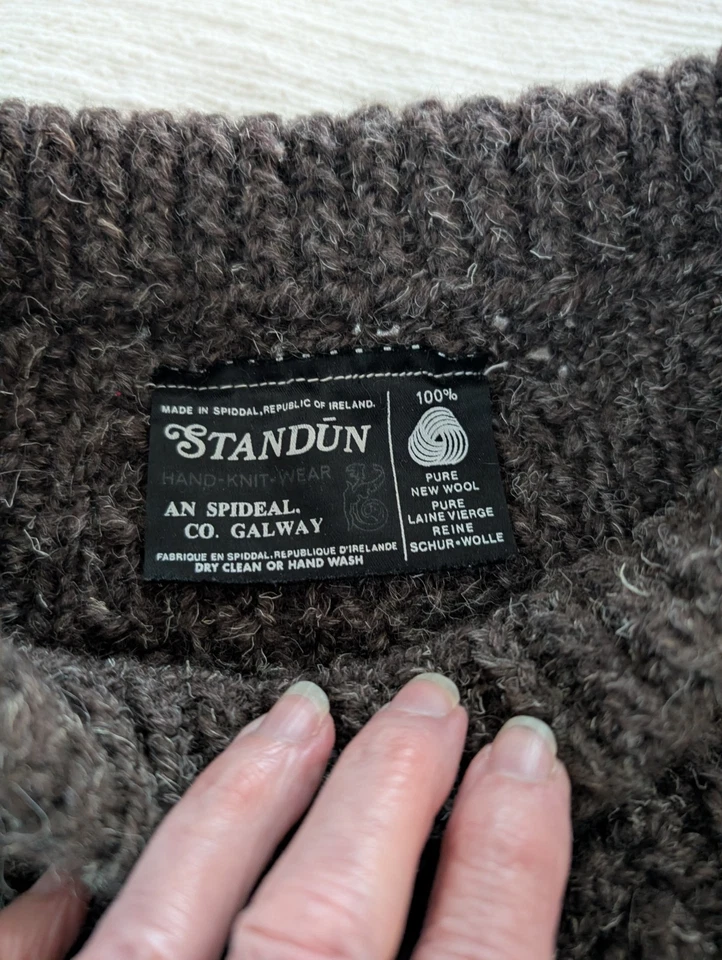 MADE IN SPIDDAL, REPUBLIC OF IRELAND.
STANDŪN
HAND-KNIT-WEAR
AN SPIDEAL,
CO. GALWAY
FABRIQUE EN SPIDDAL, REPUBLIQUE D'IRELANDE
DRY CLEAN OR HAND WASH
100%
PURE
NEW WOOL
PURE
LAINE VIERGE
REINE
SCHUR•WOLLE